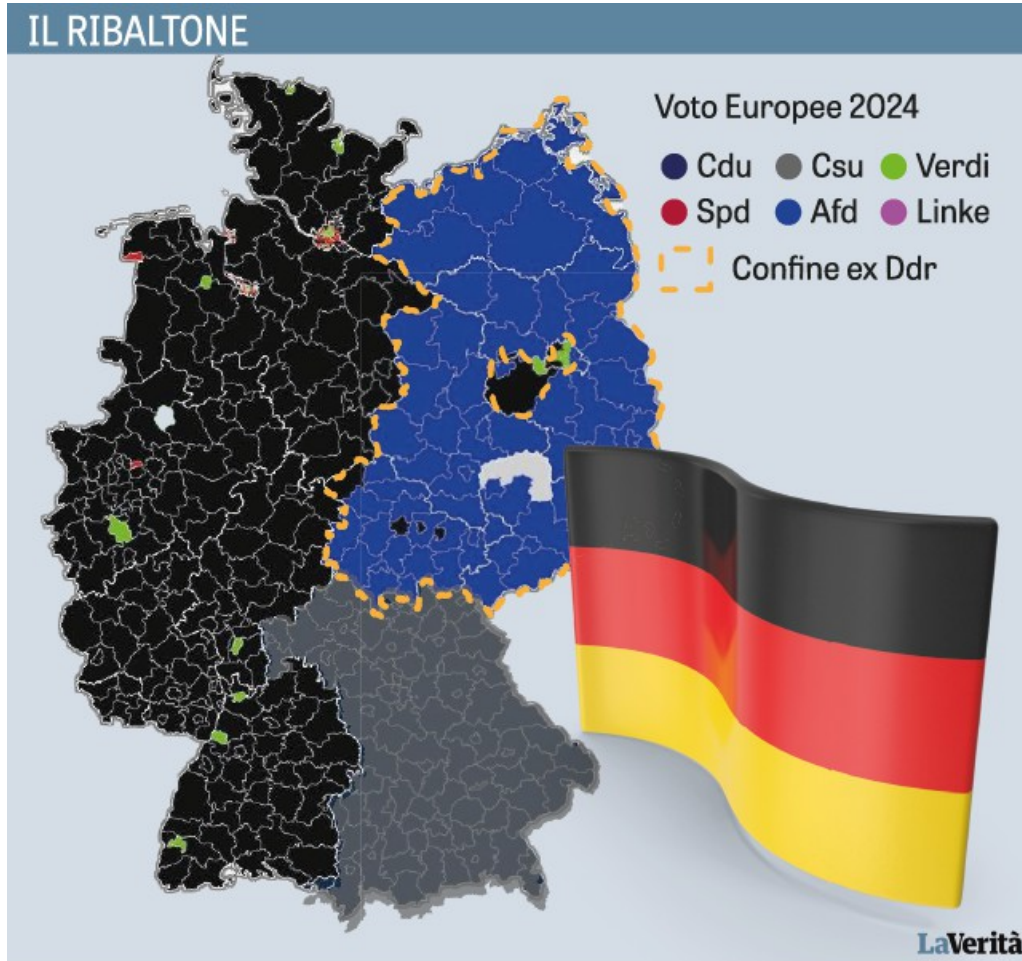 IL RIBALTONE
Voto Europee 2024
Cdu Csu Verdi
Spd Afd Linke
Confine ex Ddr
LaVerità